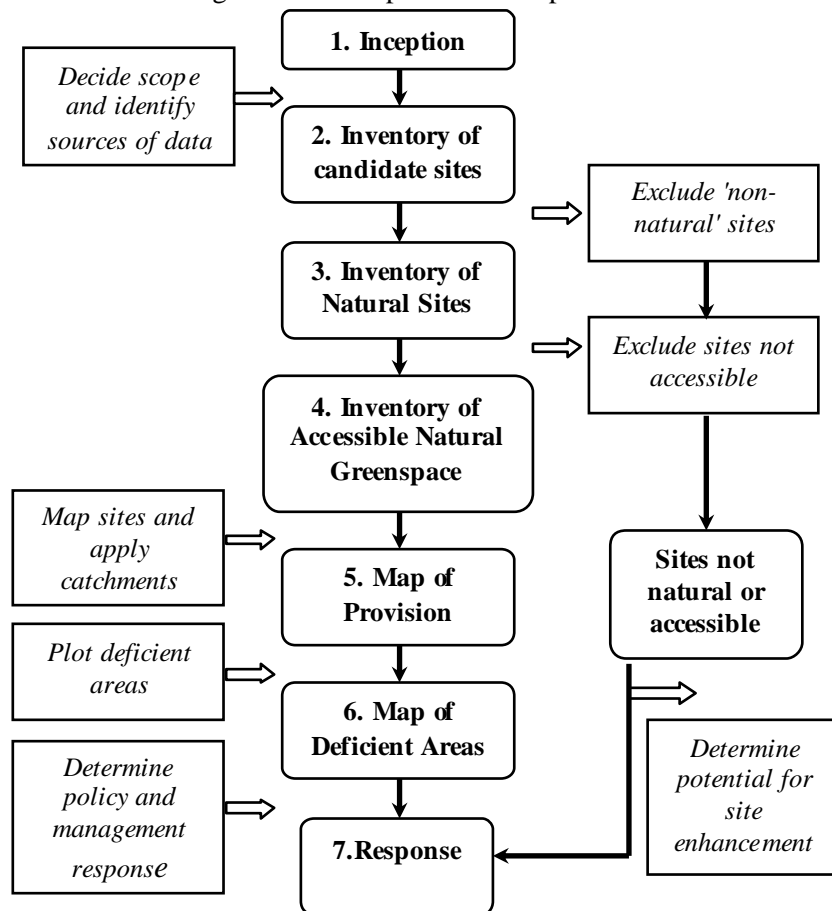 1. Inception
Decide scope
and identify
sources of data
2. Inventory of
candidate sites
Exclude 'non-
natural' sites
3. Inventory of
Natural Sites
Exclude sites not
accessible
4. Inventory of
Accessible Natural
Greenspace
Map sites and
apply
catchments
5. Map of
Provision
Sites not
natural or
accessible
Plot deficient
areas
6. Map of
Deficient Areas
Determine
policy and
management
response
Determine
potential for
site
enhancement
7.Response